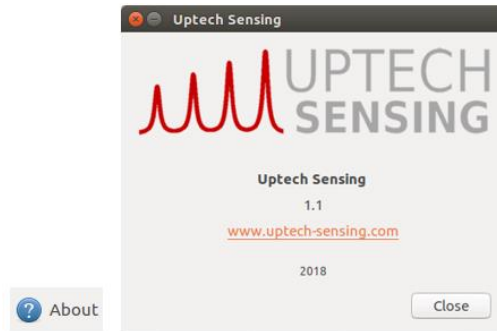 Uptech Sensing
UPTECH
SENSING
Uptech Sensing
1.1
www.uptech-sensing.com
2018
Close
? About